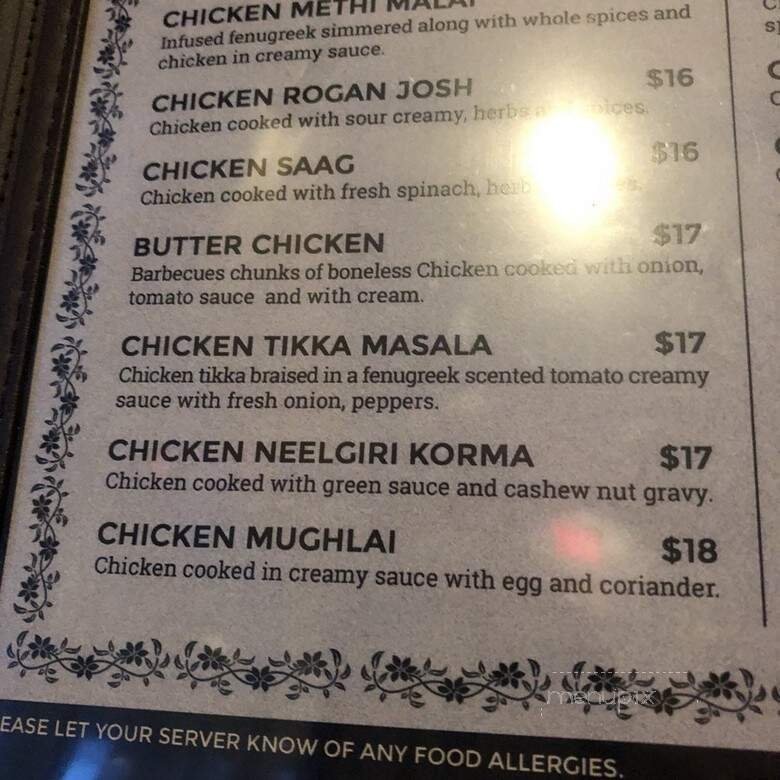 CHICKEN METHI MALAI
Infused fenugreek simmered along with whole spices and
chicken in creamy sauce.
CHICKEN ROGAN JOSH $16
Chicken cooked with sour creamy, herbs and spices.
CHICKEN SAAG $16
Chicken cooked with fresh spinach,
BUTTER CHICKEN $17
Barbecues chunks of boneless Chicken cooked with onion,
tomato sauce and with cream.
CHICKEN TIKKA MASALA $17
Chicken tikka braised in a fenugreek scented tomato creamy
sauce with fresh onion, peppers.
CHICKEN NEELGIRI KORMA $17
Chicken cooked with green sauce and cashew nut gravy.
CHICKEN MUGHLAI $18
Chicken cooked in creamy sauce with egg and coriander.
menupix
EASE LET YOUR SERVER KNOW OF ANY FOOD ALLERGIES.